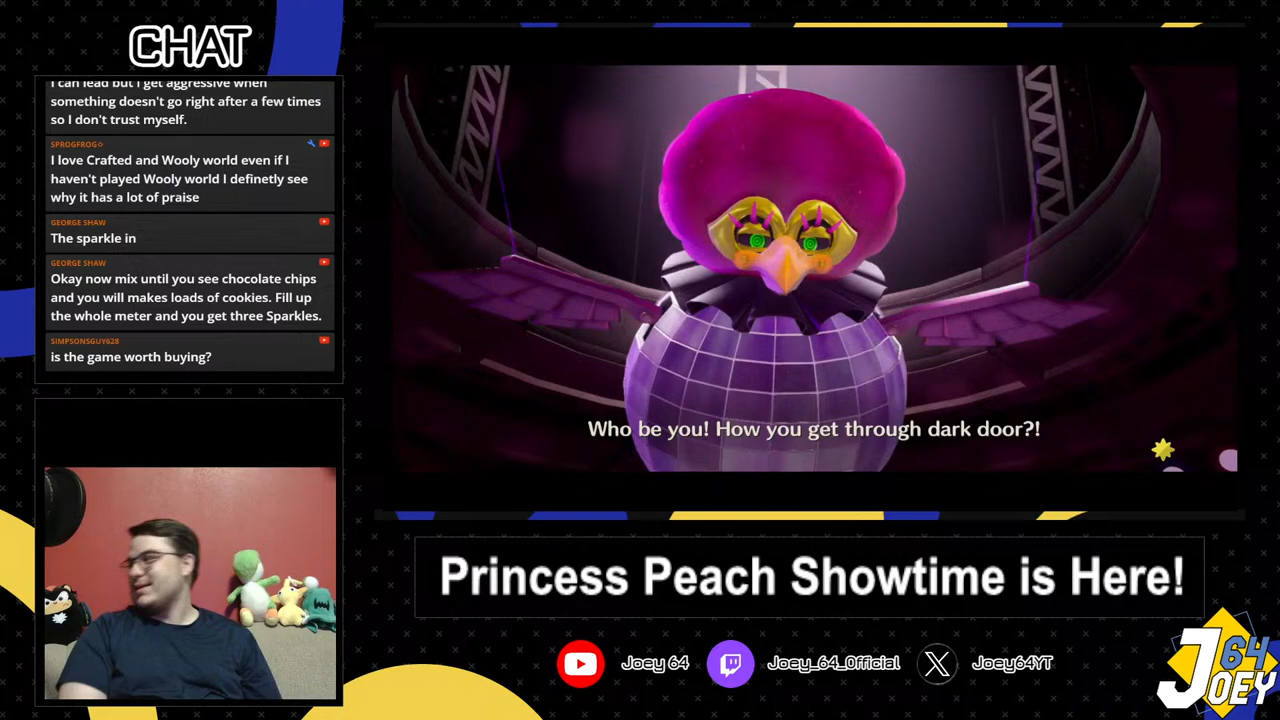 CHAT
I can lead but I get aggressive when
something doesn't go right after a few times
so I don't trust myself.
SPROGFROG
I love Crafted and Wooly world even if I
haven't played Wooly world I definetly see
why it has a lot of praise
GEORGE SHAW
The sparkle in
GEORGE SHAW
Okay now mix until you see chocolate chips
and you will makes loads of cookies. Fill up
the whole meter and you get three Sparkles.
SIMPSONSGUY628
is the game worth buying?
Who be you! How you get through dark door?!
Princess Peach Showtime is Here!
Joey 64
Joey_64_Official
Joey64YT
64
JOEY